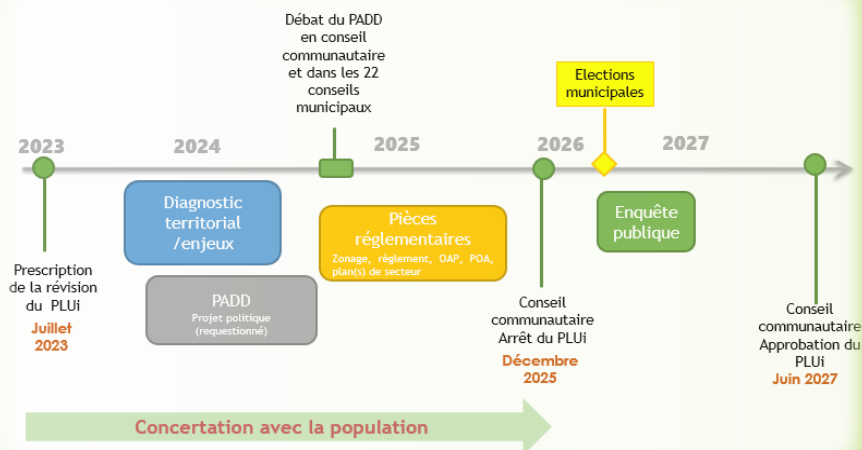 Débat du PADD
en conseil
communautaire
et dans les 22
conseils
municipaux
Elections
municipales
2023
2024
2025
2026
2027
Diagnostic
territorial
/enjeux
Pièces
réglementaires
Zonage, règlement, OAP, POA,
plan(s) de secteur
Enquête
publique
Prescription
de la révision
du PLUi
Juillet
2023
PADD
Projet politique
(requestionné)
Conseil
communautaire
Arrêt du PLUi
Décembre
2025
Conseil
communautaire
Approbation du
PLUi
Juin 2027
Concertation avec la population